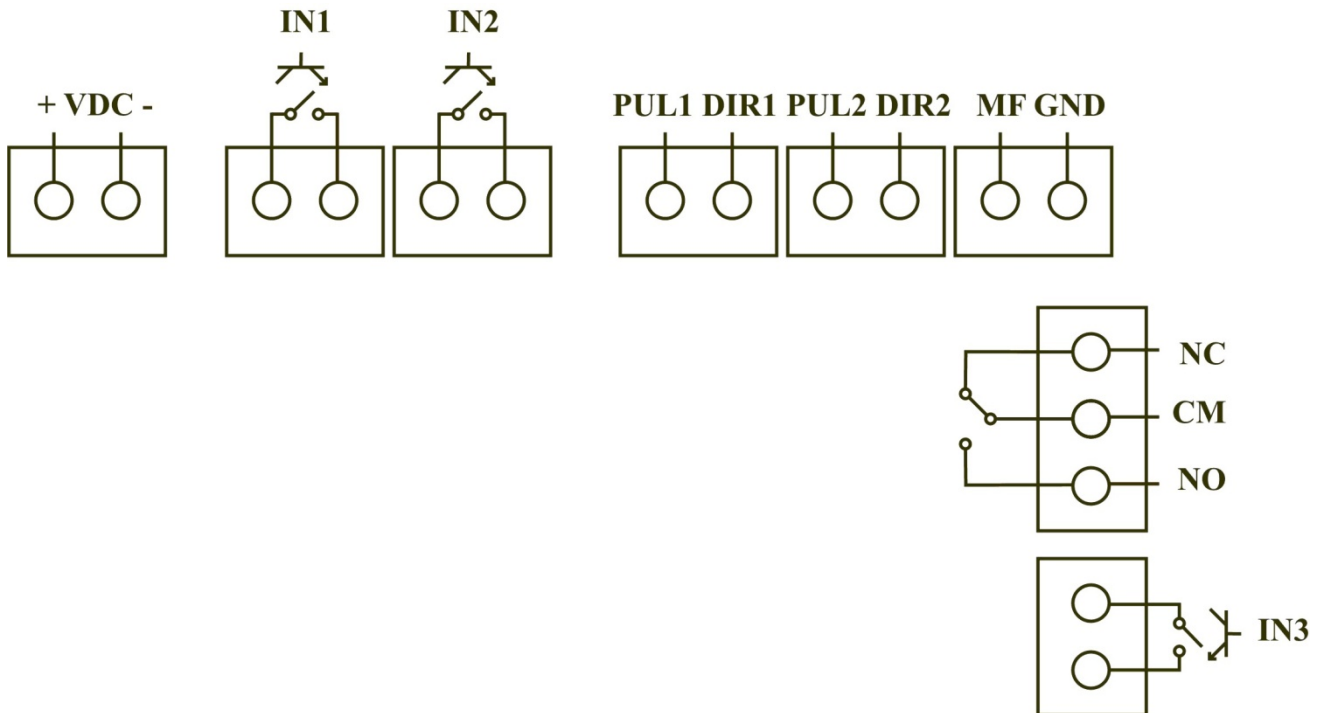 IN1 IN2
+ VDC - PUL1 DIR1 PUL2 DIR2 MF GND
NC
CM
NO
IN3